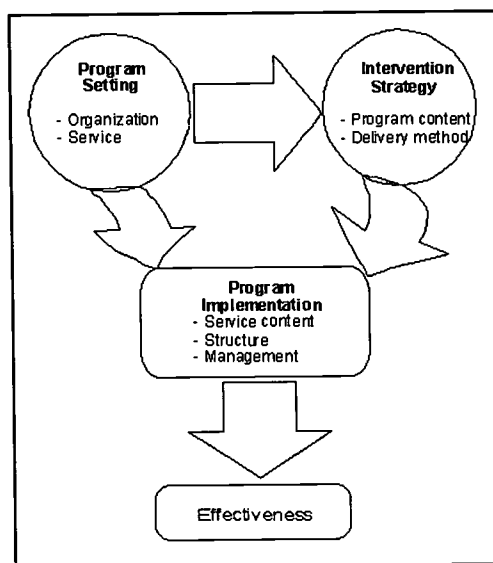 Program
Setting
- Organization
- Service
Intervention
Strategy
- Program content
- Delivery method
Program
Implementation
- Service content
- Structure
- Management
Effectiveness